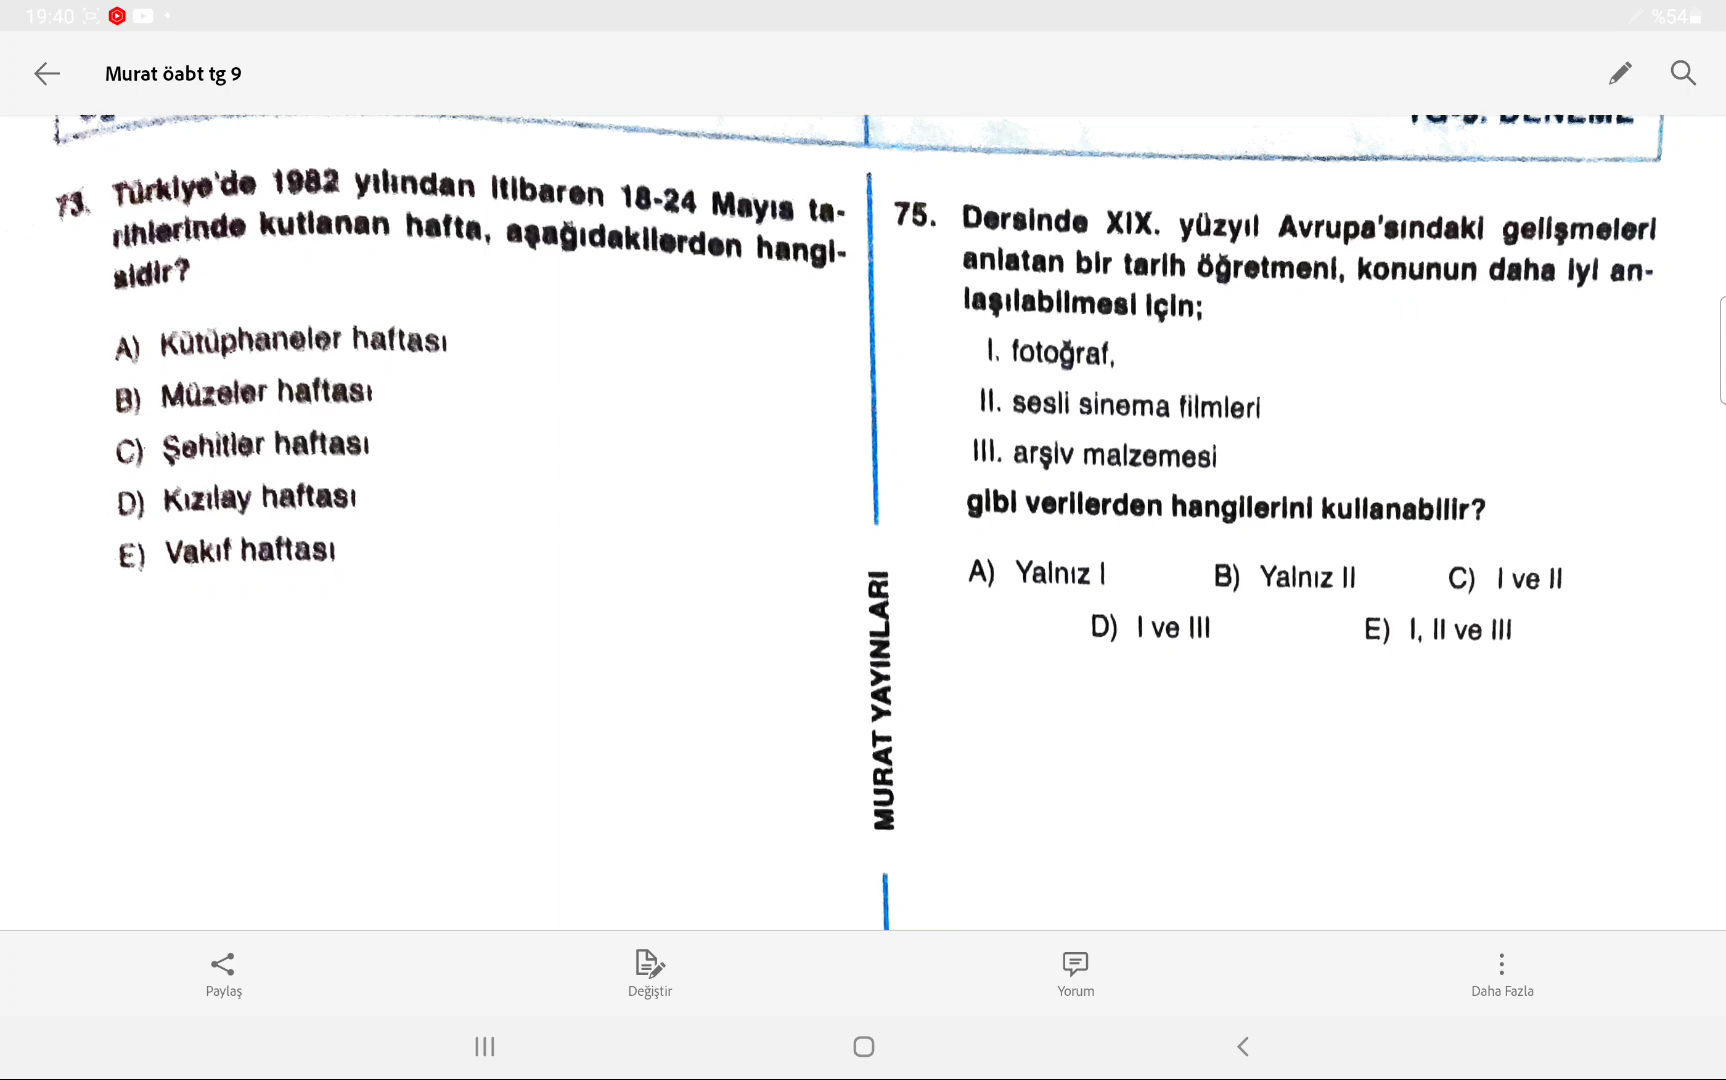 19:40
%54
Murat öabt tg 9
73. Türkiye'de 1982 yılından itibaren 18-24 Mayıs ta-
rihlerinde kutlanan hafta, aşağıdakilerden hangi-
sidir?
A) Kütüphaneler haftası
B) Müzeler haftası
C) Şehitler haftası
D) Kızılay haftası
E) Vakıf haftası
MURAT YAYINLARI
75. Dersinde XIX. yüzyıl Avrupa'sındaki gelişmeleri
anlatan bir tarih öğretmeni, konunun daha iyi an-
laşılabilmesi için;
I. fotoğraf,
II. sesli sinema filmleri
III. arşiv malzemesi
gibi verilerden hangilerini kullanabilir?
A) Yalnız I B) Yalnız II C) I ve II
D) I ve III E) I, II ve III
Paylaş
Değiştir
Yorum
Daha Fazla